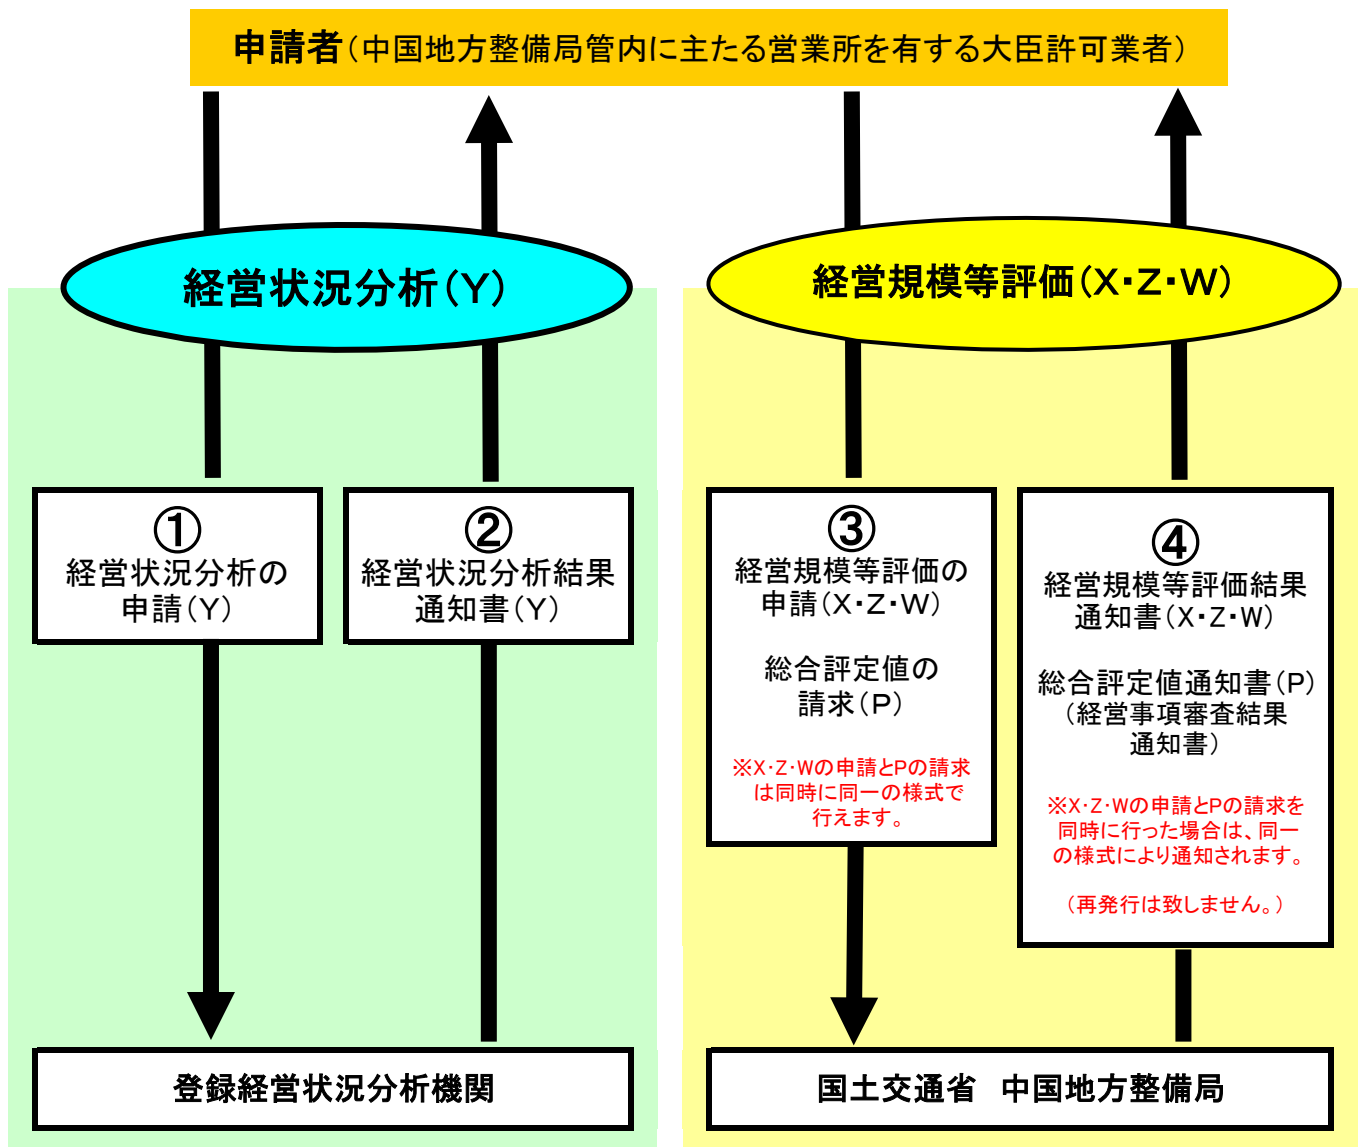 申請者(中国地方整備局管内に主たる営業所を有する大臣許可業者)
経営状況分析(Y)
経営規模等評価(X・Z・W)
①
経営状況分析の
申請(Y)
②
経営状況分析結果
通知書(Y)
③
経営規模等評価の
申請(X・Z・W)
総合評定値の
請求(P)
※X・Z・Wの申請とPの請求
は同時に同一の様式で
行えます。
④
経営規模等評価結果
通知書(X・Z・W)
総合評定値通知書(P)
(経営事項審査結果
通知書)
※X・Z・Wの申請とPの請求を
同時に行った場合は、同一
の様式により通知されます。
(再発行は致しません。)
登録経営状況分析機関
国土交通省 中国地方整備局